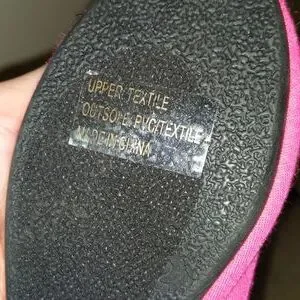 UPPER: TEXTILE
OUTSOLE: PVC/TEXTILE
MADE IN CHINA